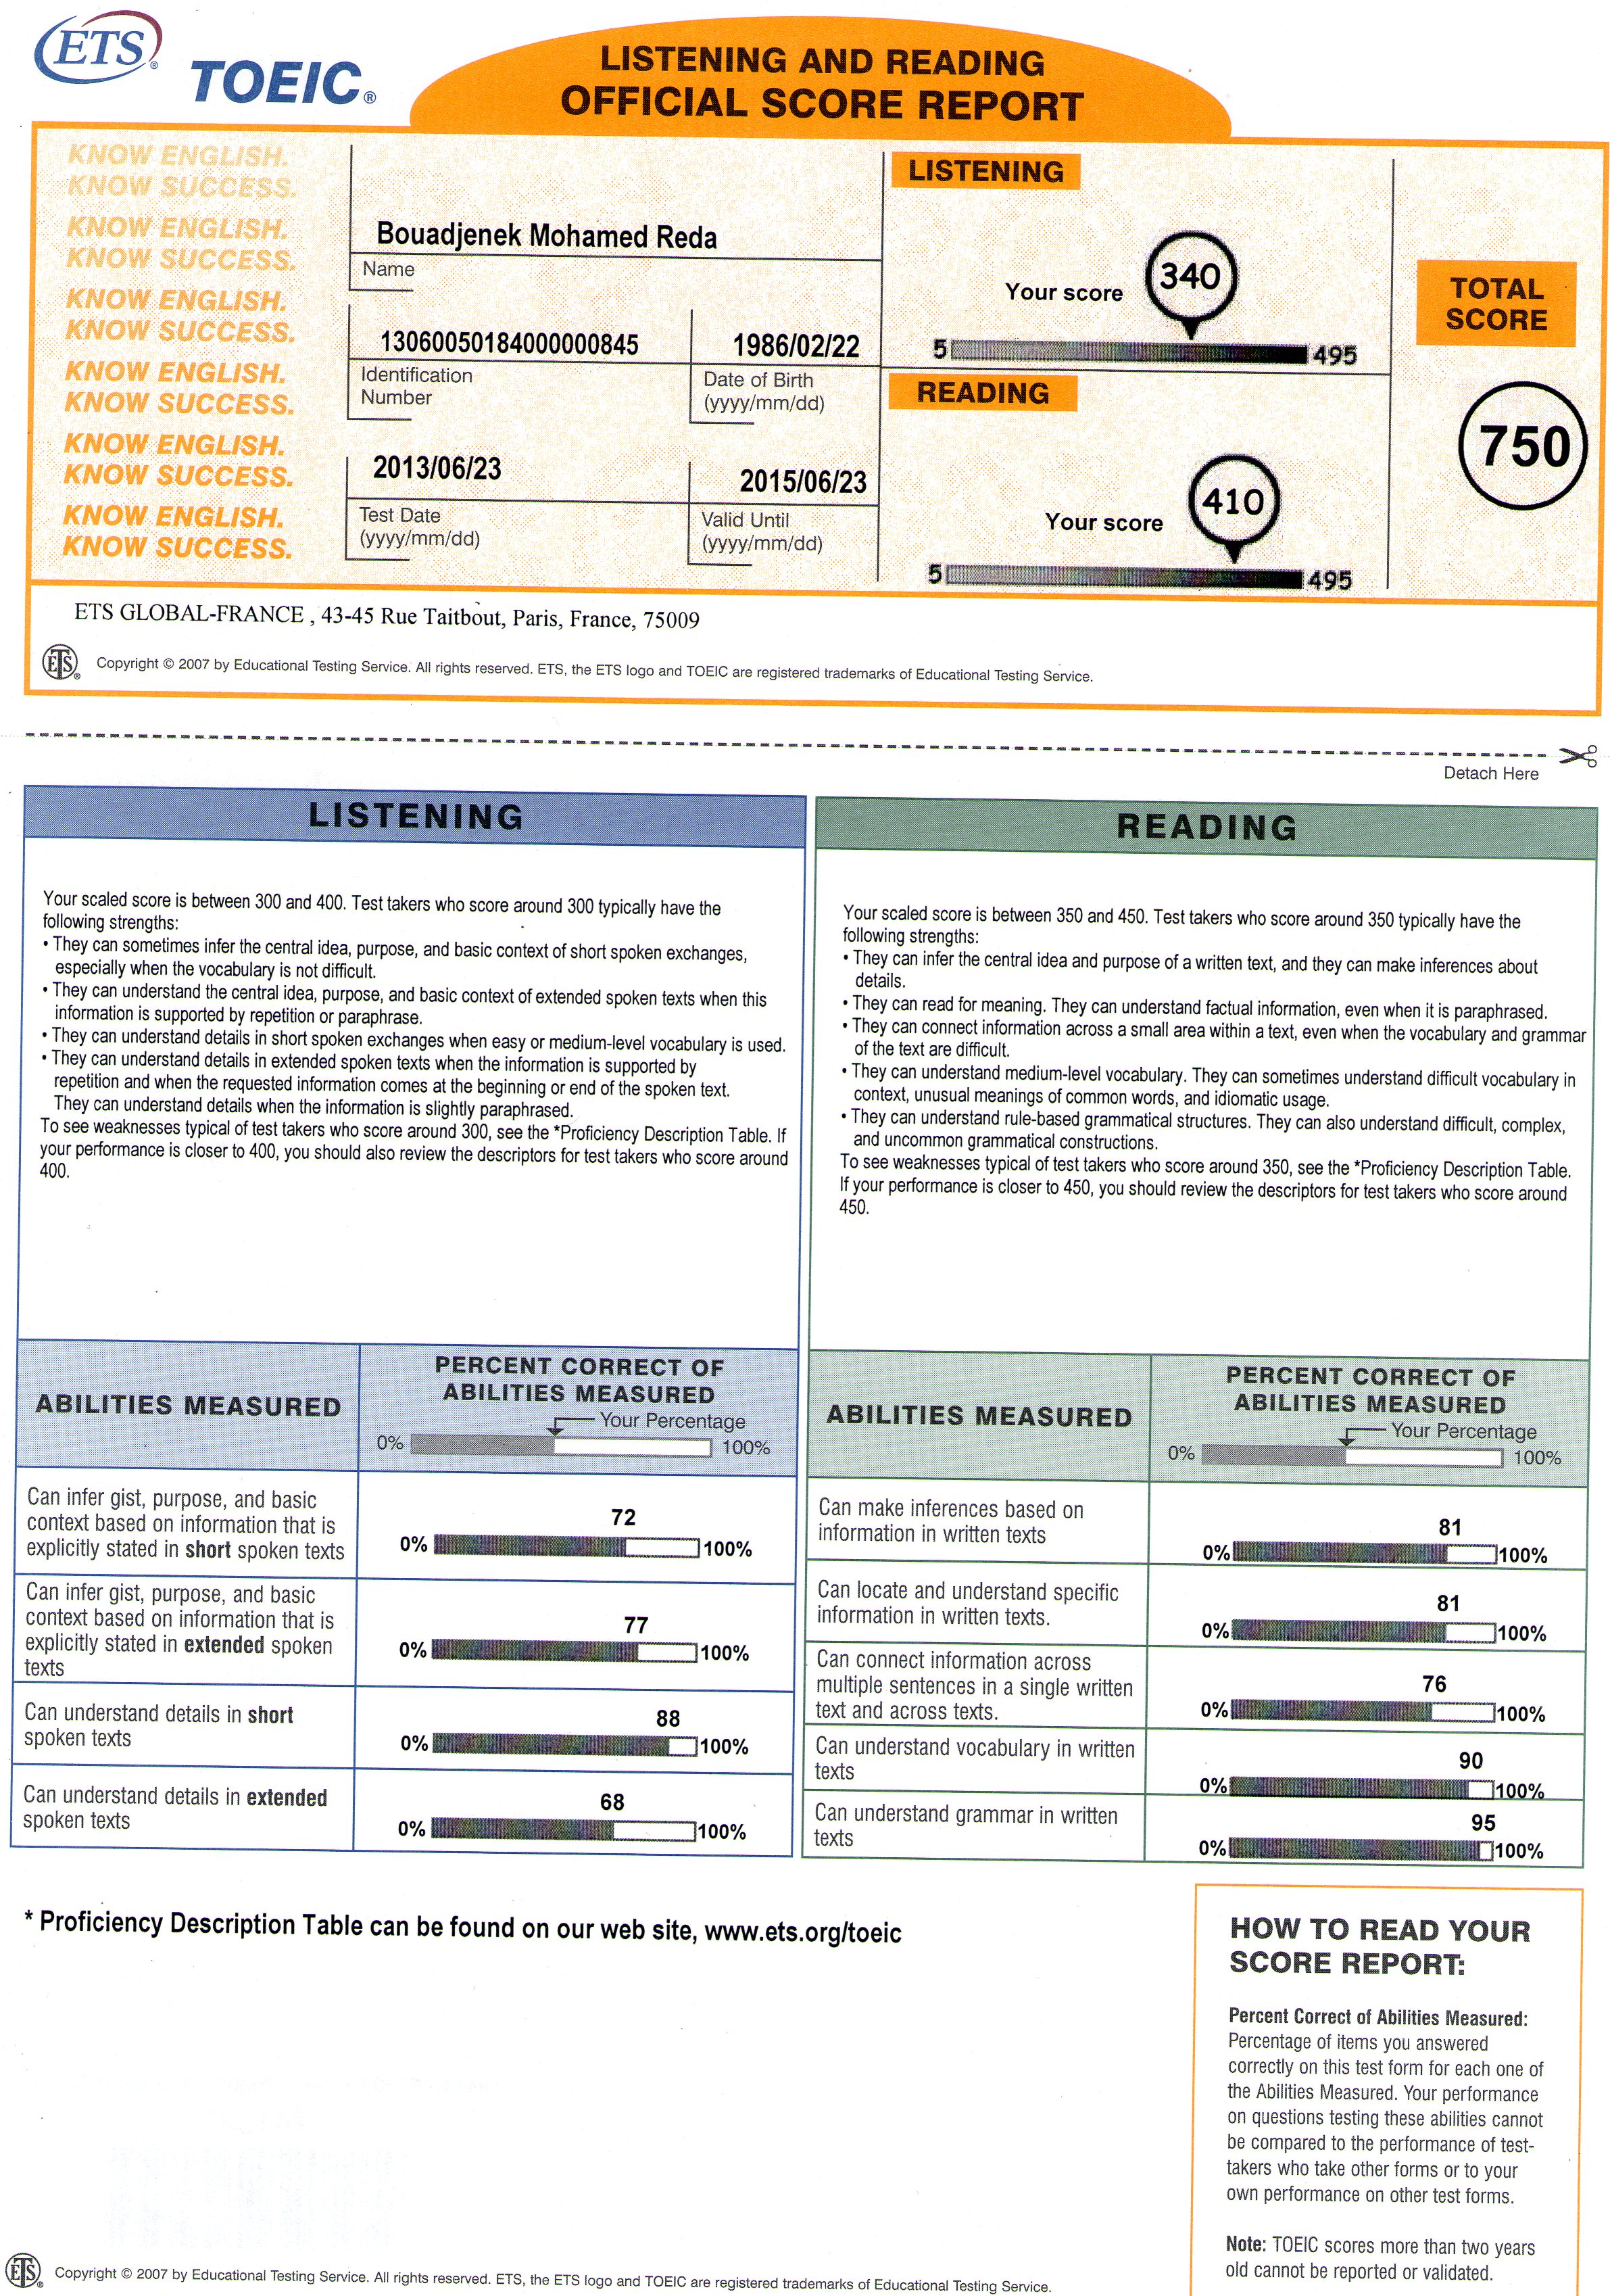 ETS®
TOEIC®
LISTENING AND READING
OFFICIAL SCORE REPORT
KNOW ENGLISH.
KNOW SUCCESS.
KNOW ENGLISH.
KNOW SUCCESS.
KNOW ENGLISH.
KNOW SUCCESS.
KNOW ENGLISH.
KNOW SUCCESS.
KNOW ENGLISH.
KNOW SUCCESS.
KNOW ENGLISH.
KNOW SUCCESS.
Bouadjenek Mohamed Reda
Name
13060050184000000845
Identification
Number
1986/02/22
Date of Birth
(yyyy/mm/dd)
2013/06/23
Test Date
(yyyy/mm/dd)
2015/06/23
Valid Until
(yyyy/mm/dd)
LISTENING
Your score 340
5 495
READING
Your score 410
5 495
TOTAL
SCORE
750
ETS GLOBAL-FRANCE , 43-45 Rue Taitbout, Paris, France, 75009
ETS® Copyright © 2007 by Educational Testing Service. All rights reserved. ETS, the ETS logo and TOEIC are registered trademarks of Educational Testing Service.
Detach Here
LISTENING
Your scaled score is between 300 and 400. Test takers who score around 300 typically have the
following strengths:
• They can sometimes infer the central idea, purpose, and basic context of short spoken exchanges,
especially when the vocabulary is not difficult.
• They can understand the central idea, purpose, and basic context of extended spoken texts when this
information is supported by repetition or paraphrase.
• They can understand details in short spoken exchanges when easy or medium-level vocabulary is used.
• They can understand details in extended spoken texts when the information is supported by
repetition and when the requested information comes at the beginning or end of the spoken text.
They can understand details when the information is slightly paraphrased.
To see weaknesses typical of test takers who score around 300, see the *Proficiency Description Table. If
your performance is closer to 400, you should also review the descriptors for test takers who score around
400.
ABILITIES MEASURED
PERCENT CORRECT OF
ABILITIES MEASURED
Your Percentage
0% 100%
Can infer gist, purpose, and basic
context based on information that is
explicitly stated in short spoken texts
72
0% 100%
Can infer gist, purpose, and basic
context based on information that is
explicitly stated in extended spoken
texts
77
0% 100%
Can understand details in short
spoken texts
88
0% 100%
Can understand details in extended
spoken texts
68
0% 100%
READING
Your scaled score is between 350 and 450. Test takers who score around 350 typically have the
following strengths:
• They can infer the central idea and purpose of a written text, and they can make inferences about
details.
• They can read for meaning. They can understand factual information, even when it is paraphrased.
• They can connect information across a small area within a text, even when the vocabulary and grammar
of the text are difficult.
• They can understand medium-level vocabulary. They can sometimes understand difficult vocabulary in
context, unusual meanings of common words, and idiomatic usage.
• They can understand rule-based grammatical structures. They can also understand difficult, complex,
and uncommon grammatical constructions.
To see weaknesses typical of test takers who score around 350, see the *Proficiency Description Table.
If your performance is closer to 450, you should review the descriptors for test takers who score around
450.
ABILITIES MEASURED
PERCENT CORRECT OF
ABILITIES MEASURED
Your Percentage
0% 100%
Can make inferences based on
information in written texts
81
0% 100%
Can locate and understand specific
information in written texts.
81
0% 100%
Can connect information across
multiple sentences in a single written
text and across texts.
76
0% 100%
Can understand vocabulary in written
texts
90
0% 100%
Can understand grammar in written
texts
95
0% 100%
* Proficiency Description Table can be found on our web site, www.ets.org/toeic
HOW TO READ YOUR
SCORE REPORT:
Percent Correct of Abilities Measured:
Percentage of items you answered
correctly on this test form for each one of
the Abilities Measured. Your performance
on questions testing these abilities cannot
be compared to the performance of test-
takers who take other forms or to your
own performance on other test forms.
Note: TOEIC scores more than two years
old cannot be reported or validated.
ETS® Copyright © 2007 by Educational Testing Service. All rights reserved. ETS, the ETS logo and TOEIC are registered trademarks of Educational Testing Service.